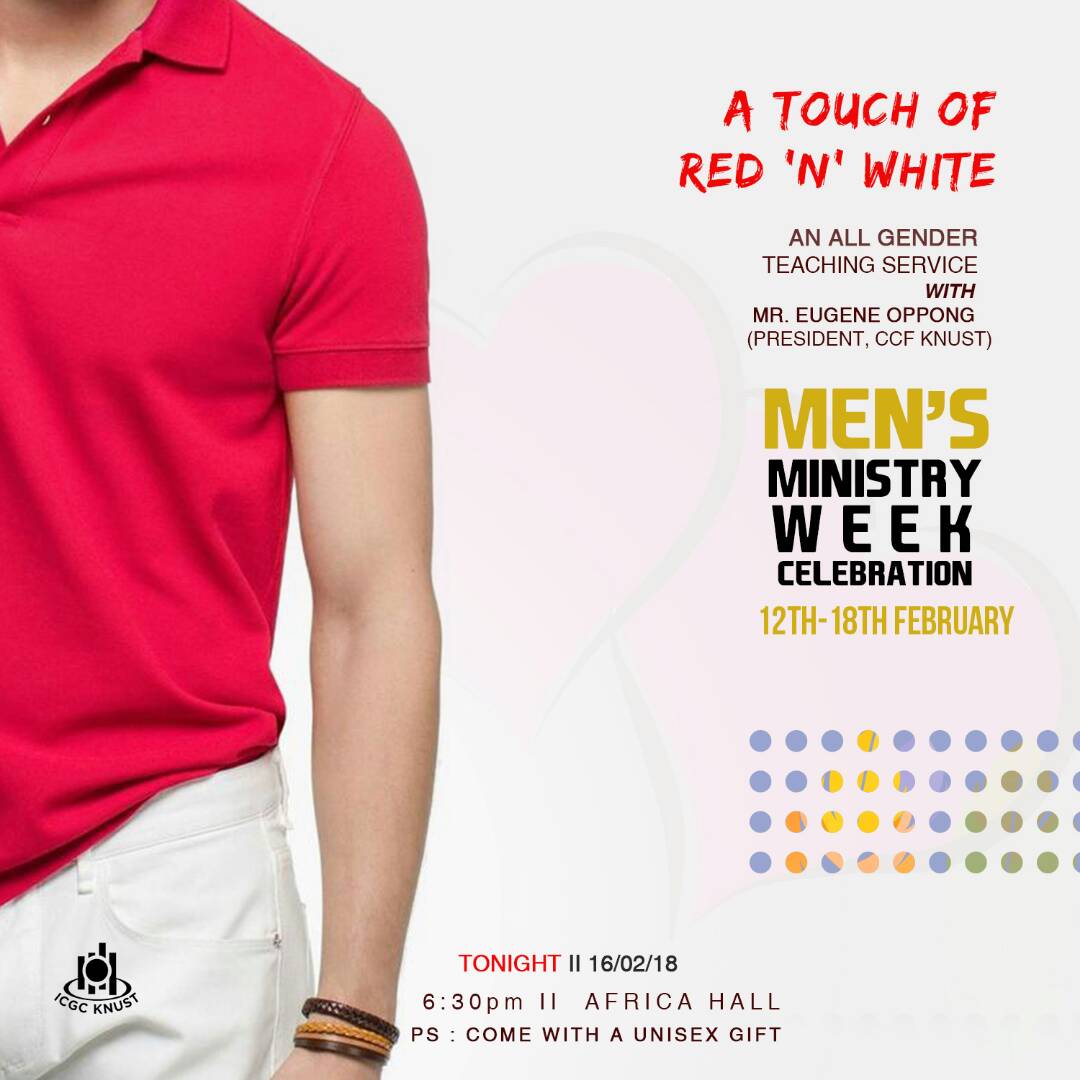 A TOUCH OF
RED 'N' WHITE
AN ALL GENDER
TEACHING SERVICE
WITH
MR. EUGENE OPPONG
(PRESIDENT, CCF KNUST)
MEN'S
MINISTRY
WEEK
CELEBRATION
12TH-18TH FEBRUARY
ICGC KNUST
TONIGHT II 16/02/18
6:30pm II AFRICA HALL
PS : COME WITH A UNISEX GIFT